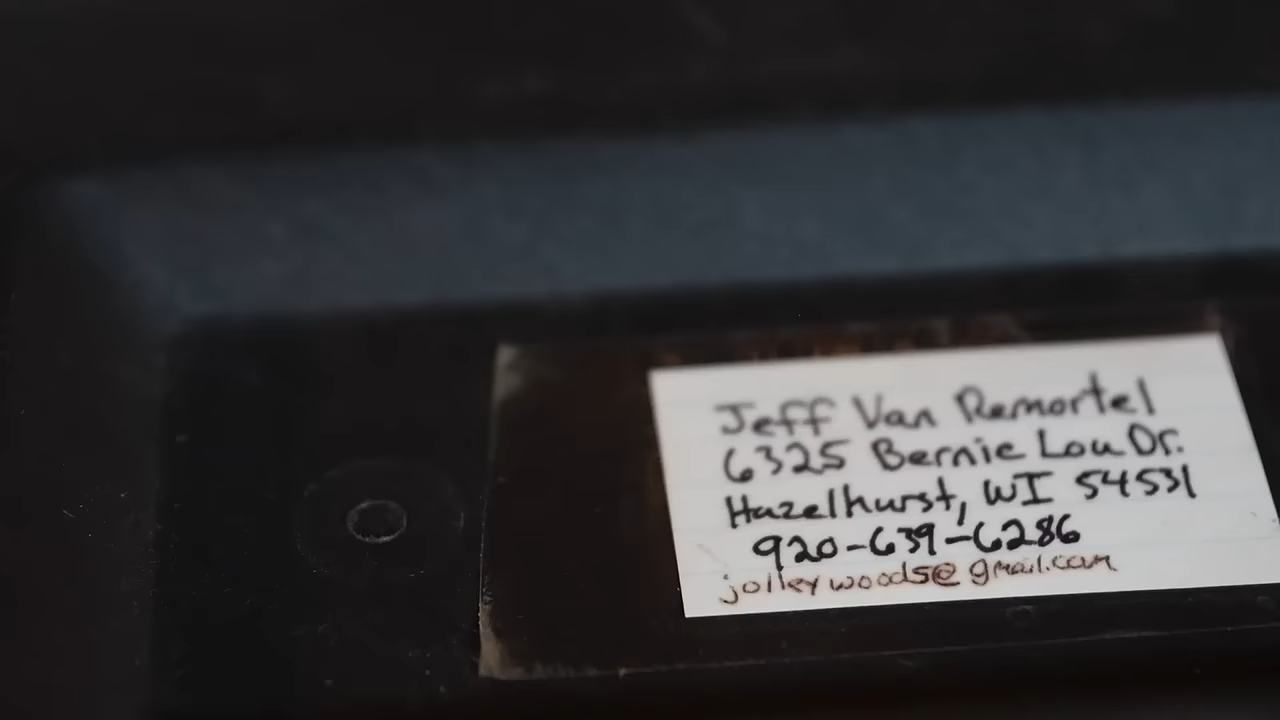 Jeff Van Remortel
6325 Bernie Lou Dr.
Hazelhurst, WI 54531
920-639-6286
jolleywoods@gmail.com